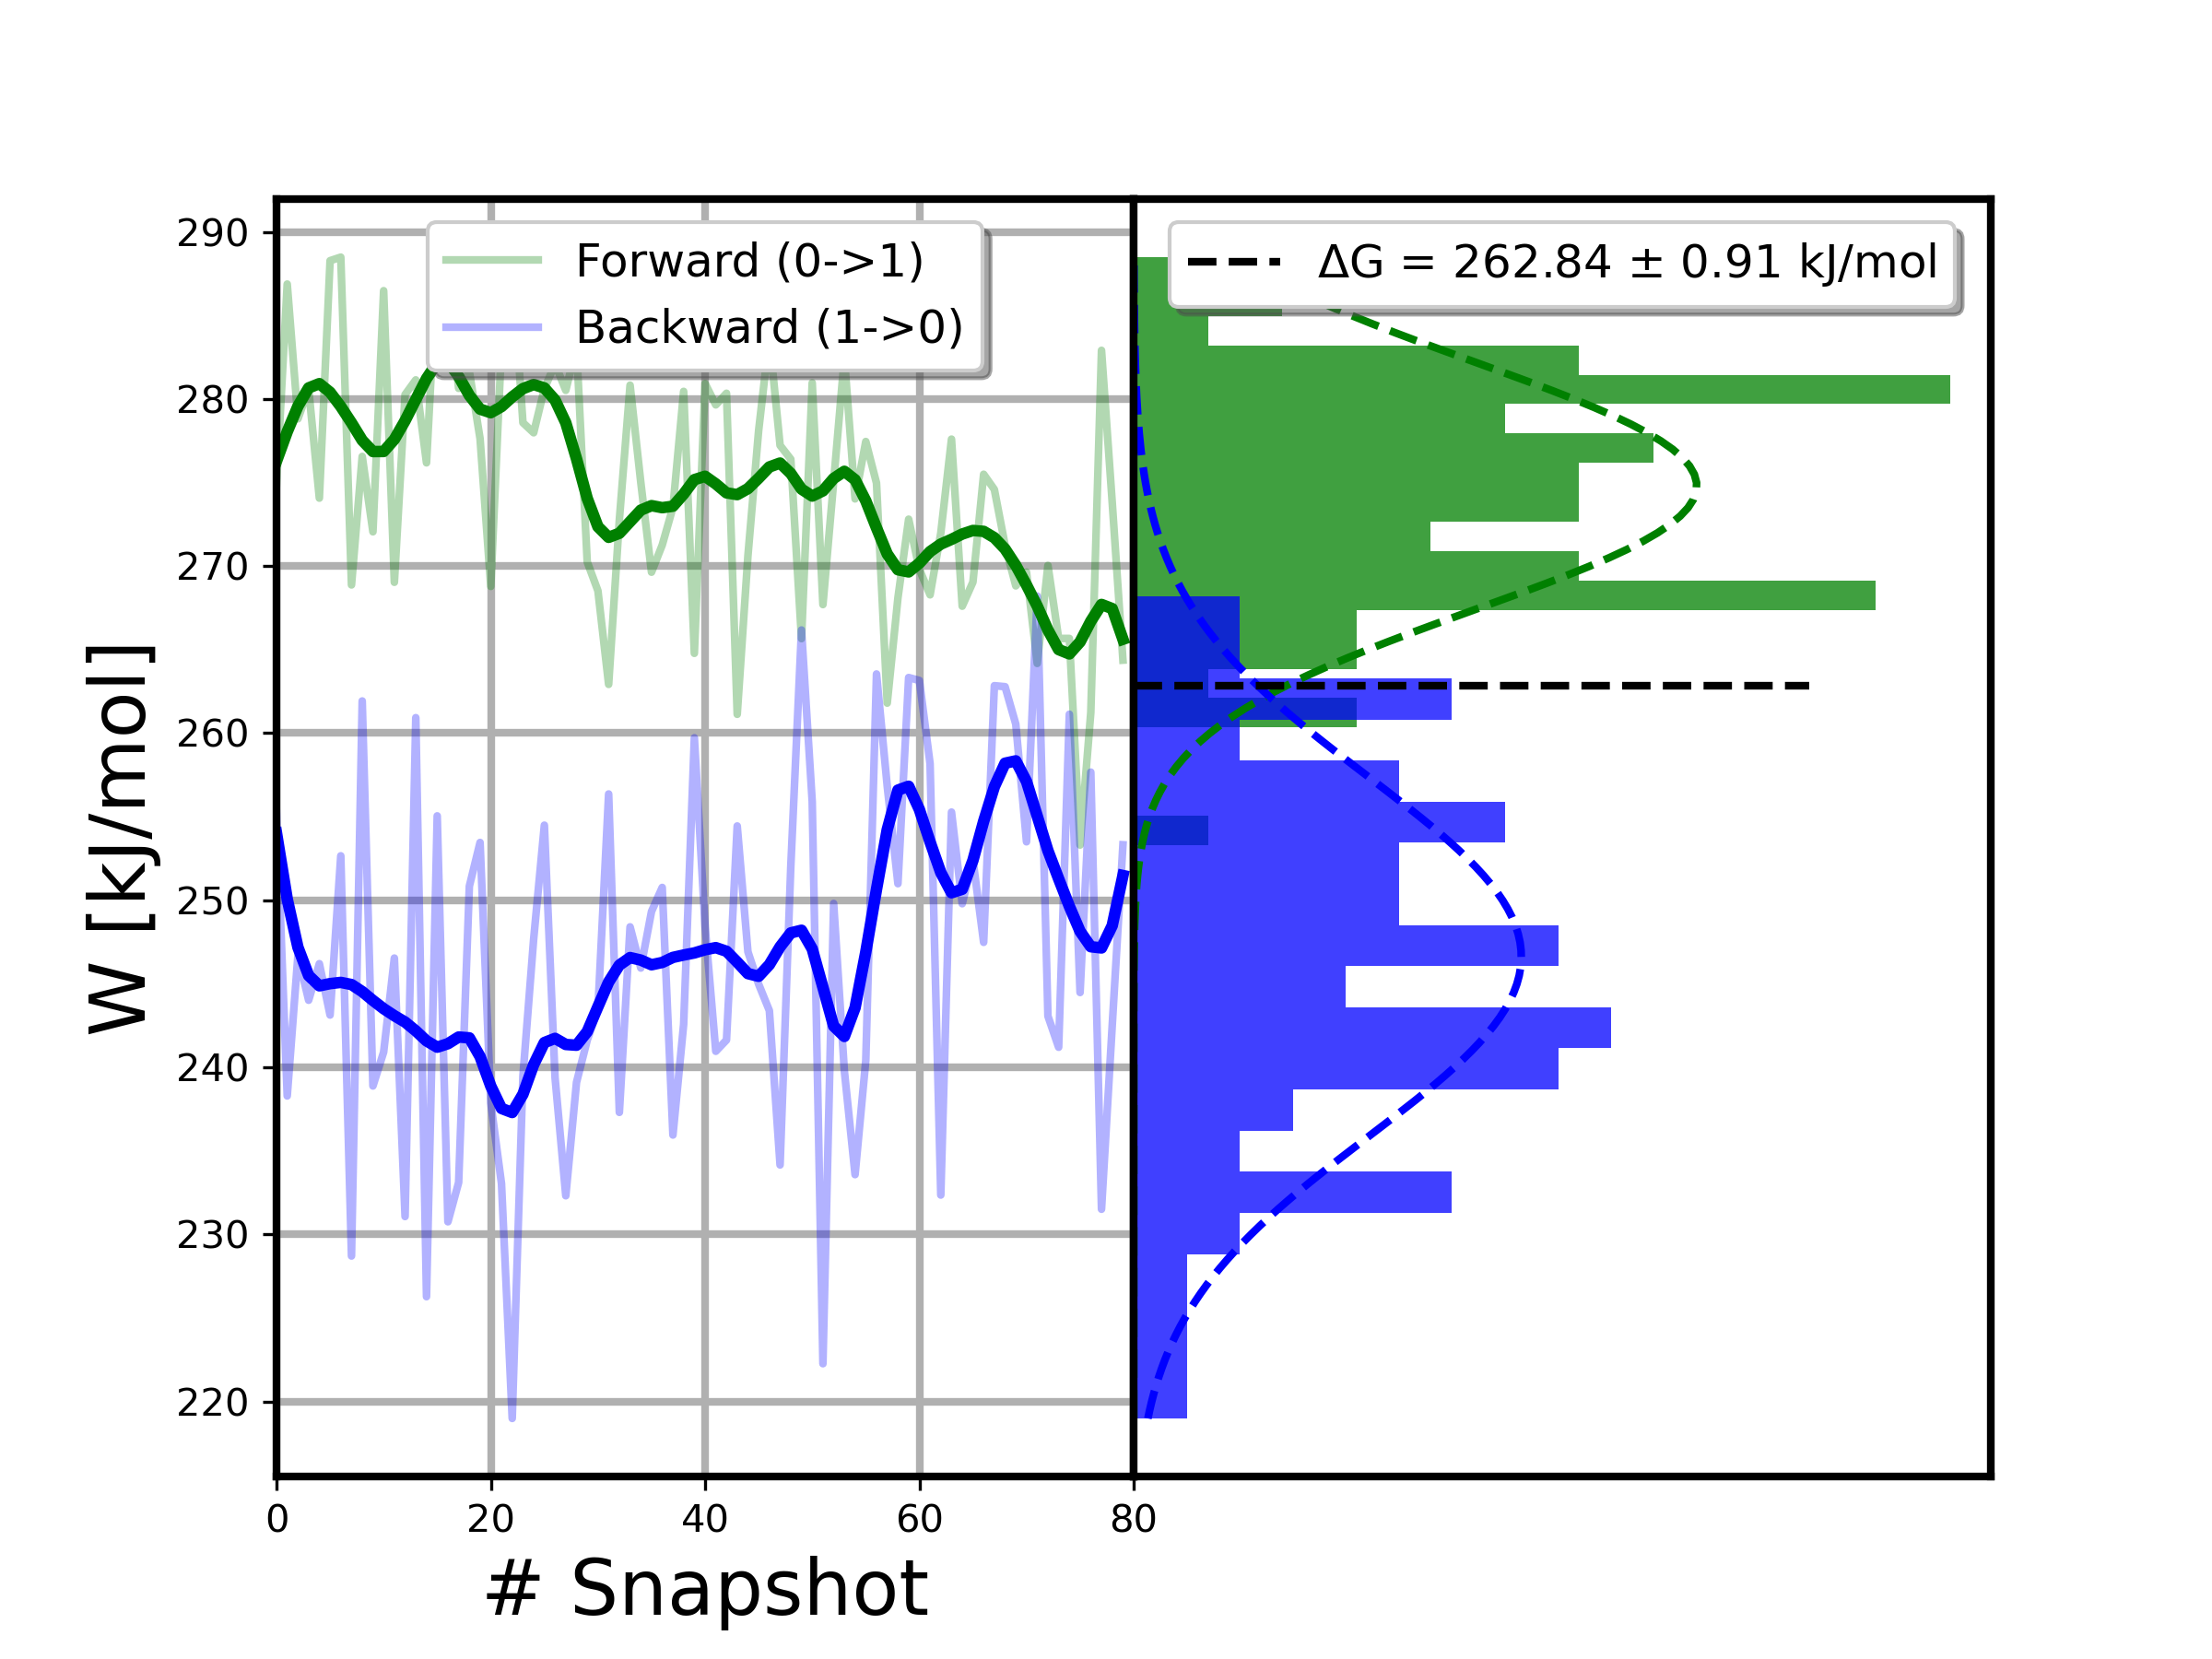 Forward (0->1)
Backward (1->0)
ΔG = 262.84 ± 0.91 kJ/mol
W [kJ/mol]
290
280
270
260
250
240
230
220
0 20 40 60 80
# Snapshot